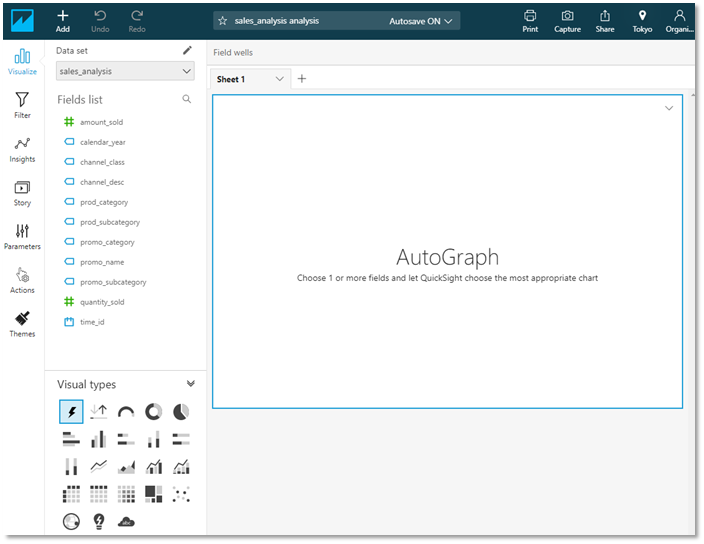 Add
Undo
Redo
sales_analysis analysis
Autosave ON
Print
Capture
Share
Tokyo
Organi...
Visualize
Filter
Insights
Story
Parameters
Actions
Themes
Data set
sales_analysis
Fields list
amount_sold
calendar_year
channel_class
channel_desc
prod_category
prod_subcategory
promo_category
promo_name
promo_subcategory
quantity_sold
time_id
Visual types
abc
Field wells
Sheet 1
AutoGraph
Choose 1 or more fields and let QuickSight choose the most appropriate chart